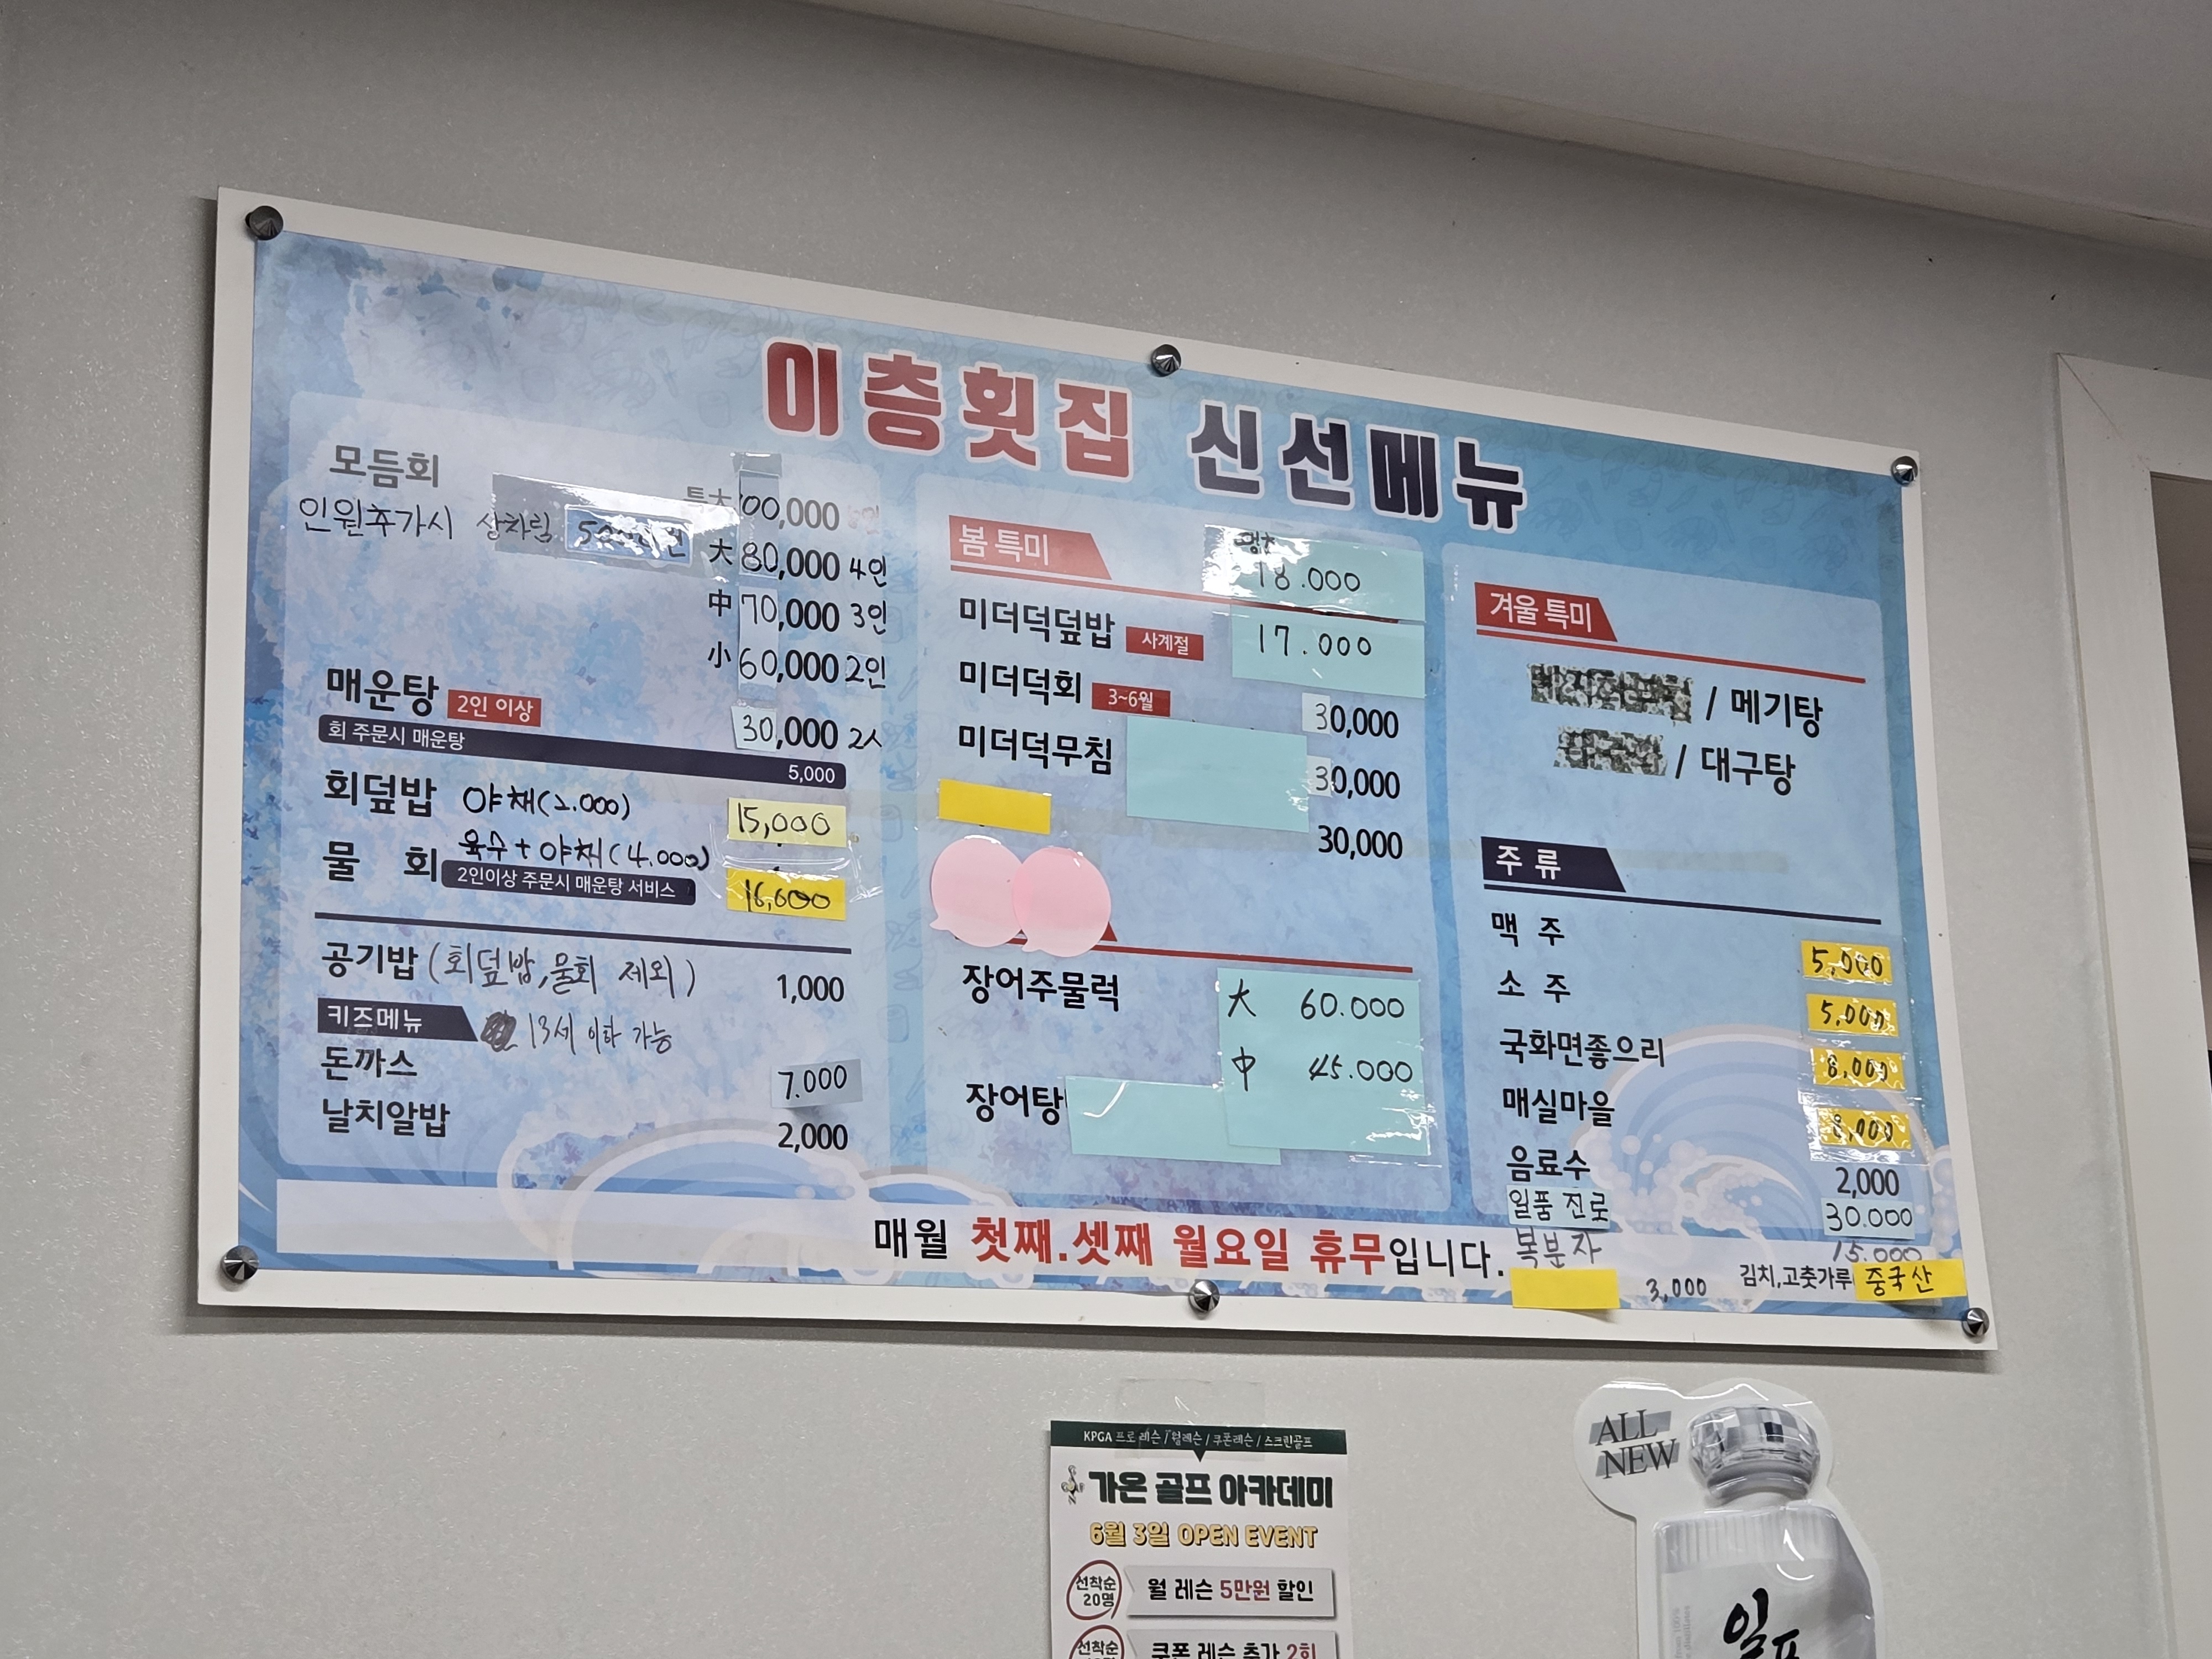 이층횟집 신선메뉴
모듬회
00,000
인원추가시 상차림
大 80,000 4인
中 70,000 3인
小 60,000 2인
매운탕 2인 이상 30,000
회 주문시 매운탕 5,000
회덮밥 야채(2.000) 15,000
물 회 육수+야채(4.000)
2인이상 주문시 매운탕 서비스
공기밥 (회덮밥,물회 제외) 1,000
키즈메뉴 13세 이하 가능
돈까스 7.000
날치알밥 2,000
봄 특미
18.000
미더덕덮밥 사계절 17.000
미더덕회 3~6월 30,000
미더덕무침 30,000
30,000
장어주물럭 大 60.000
中 45.000
장어탕
겨울 특미
/ 메기탕
/ 대구탕
주 류
맥 주 5,000
소 주 5,000
국화면좋으리 8,000
매실마을 8,000
음료수 2,000
일품 진로 30.000
복분자 15.000
3,000
김치,고춧가루 중국산
매월 첫째.셋째 월요일 휴무입니다.
KPGA 프로 레슨 / 월레슨 / 쿠폰레슨 / 스크린골프
가온 골프 아카데미
6월 3일 OPEN EVENT
선착순 20명 월 레슨 5만원 할인
선착순 쿠폰 레슨 추가 2회
ALL NEW